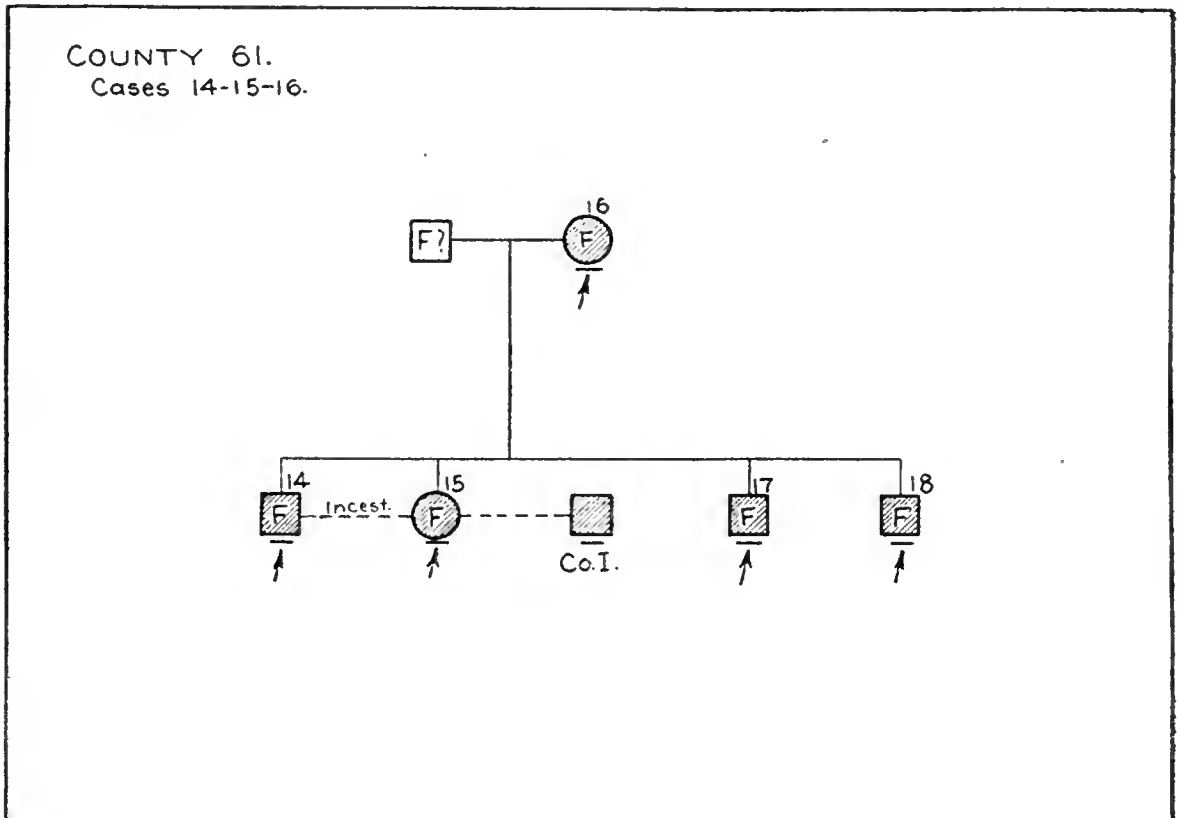 COUNTY 61.
Cases 14-15-16.
16
F?
F
14
15
17
18
F
incest.
F
F
F
Co.I.